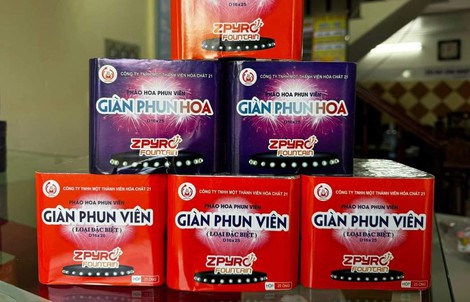 ZPYRO
FOUNTAIN
CÔNG TY TNHH MỘT THÀNH VIÊN HÓA CHẤT 21
PHÁO HOA PHUN VIÊN
GIÀN PHUN HOA
ZPYRO
FOUNTAIN
CÔNG TY TNHH MỘT THÀNH VIÊN HÓA CHẤT 21
PHÁO HOA PHUN VIÊN
GIÀN PHUN HOA
ZPYRO
FOUNTAIN
CÔNG TY TNHH MỘT THÀNH VIÊN HÓA CHẤT 21
PHÁO HOA PHUN VIÊN
GIÀN PHUN VIÊN
( LOẠI ĐẶC BIỆT )
ZPYRO
FOUNTAIN
CÔNG TY TNHH MỘT THÀNH VIÊN HÓA CHẤT 21
PHÁO HOA PHUN VIÊN
GIÀN PHUN VIÊN
( LOẠI ĐẶC BIỆT )
ZPYRO
FOUNTAIN
HỘP
CÔNG TY TNHH MỘT THÀNH VIÊN HÓA CHẤT 21
PHÁO HOA PHUN VIÊN
GIÀN PHUN VIÊN
( LOẠI ĐẶC BIỆT )
ZPYRO
FOUNTAIN
HỘP